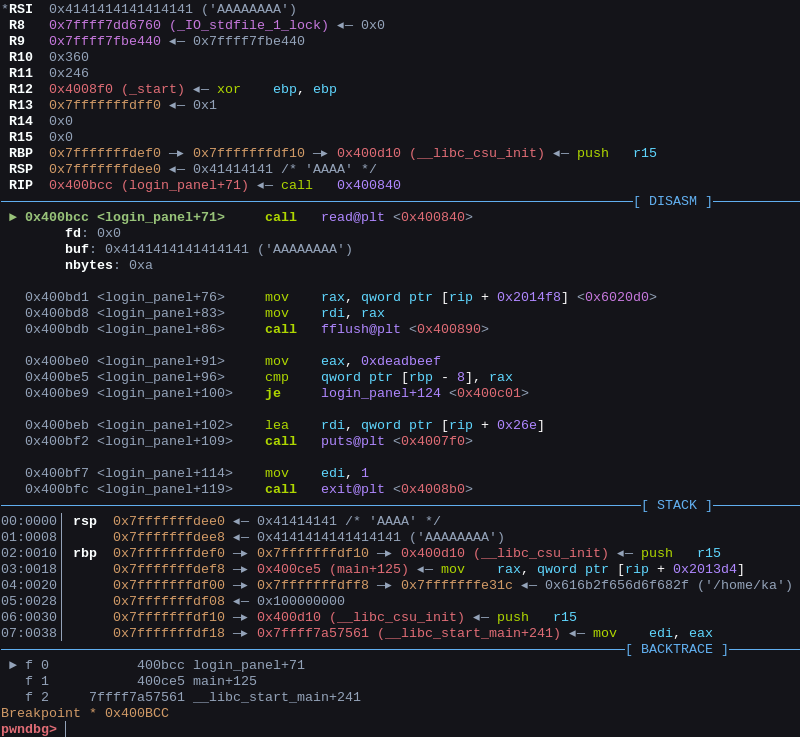 *RSI  0x4141414141414141 ('AAAAAAAA')
 R8   0x7ffff7dd6760 (_IO_stdfile_1_lock) ◂— 0x0
 R9   0x7ffff7fbe440 ◂— 0x7ffff7fbe440
 R10  0x360
 R11  0x246
 R12  0x4008f0 (_start) ◂— xor    ebp, ebp
 R13  0x7fffffffdff0 ◂— 0x1
 R14  0x0
 R15  0x0
 RBP  0x7fffffffdef0 —▸ 0x7fffffffdf10 —▸ 0x400d10 (__libc_csu_init) ◂— push   r15
 RSP  0x7fffffffdee0 ◂— 0x41414141 /* 'AAAA' */
 RIP  0x400bcc (login_panel+71) ◂— call   0x400840
[ DISASM ]
 ► 0x400bcc <login_panel+71>     call   read@plt <0x400840>
        fd: 0x0
        buf: 0x4141414141414141 ('AAAAAAAA')
        nbytes: 0xa
   0x400bd1 <login_panel+76>     mov    rax, qword ptr [rip + 0x2014f8] <0x6020d0>
   0x400bd8 <login_panel+83>     mov    rdi, rax
   0x400bdb <login_panel+86>     call   fflush@plt <0x400890>
   0x400be0 <login_panel+91>     mov    eax, 0xdeadbeef
   0x400be5 <login_panel+96>     cmp    qword ptr [rbp - 8], rax
   0x400be9 <login_panel+100>    je     login_panel+124 <0x400c01>
   0x400beb <login_panel+102>    lea    rdi, qword ptr [rip + 0x26e]
   0x400bf2 <login_panel+109>    call   puts@plt <0x4007f0>
   0x400bf7 <login_panel+114>    mov    edi, 1
   0x400bfc <login_panel+119>    call   exit@plt <0x4008b0>
[ STACK ]
00:0000│ rsp  0x7fffffffdee0 ◂— 0x41414141 /* 'AAAA' */
01:0008│      0x7fffffffdee8 ◂— 0x4141414141414141 ('AAAAAAAA')
02:0010│ rbp  0x7fffffffdef0 —▸ 0x7fffffffdf10 —▸ 0x400d10 (__libc_csu_init) ◂— push   r15
03:0018│      0x7fffffffdef8 —▸ 0x400ce5 (main+125) ◂— mov    rax, qword ptr [rip + 0x2013d4]
04:0020│      0x7fffffffdf00 —▸ 0x7fffffffdff8 —▸ 0x7fffffffe31c ◂— 0x616b2f656d6f682f ('/home/ka')
05:0028│      0x7fffffffdf08 ◂— 0x100000000
06:0030│      0x7fffffffdf10 —▸ 0x400d10 (__libc_csu_init) ◂— push   r15
07:0038│      0x7fffffffdf18 —▸ 0x7ffff7a57561 (__libc_start_main+241) ◂— mov    edi, eax
[ BACKTRACE ]
 ► f 0           400bcc login_panel+71
   f 1           400ce5 main+125
   f 2     7ffff7a57561 __libc_start_main+241
Breakpoint * 0x400BCC
pwndbg>